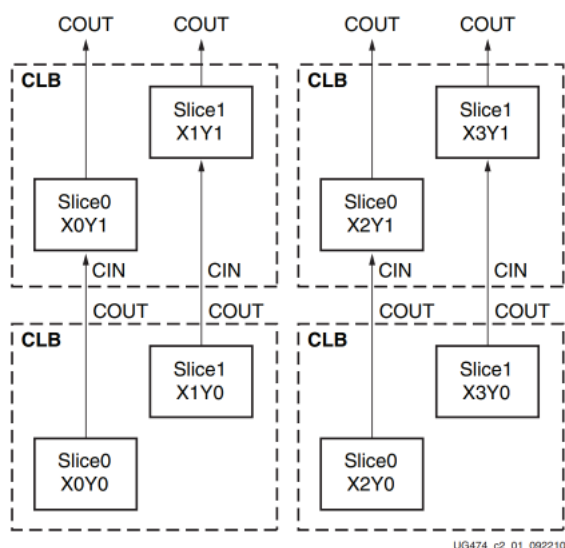 COUT COUT COUT COUT
CLB CLB
Slice1
X1Y1
Slice1
X3Y1
Slice0
X0Y1
Slice0
X2Y1
CIN CIN CIN CIN
COUT COUT COUT COUT
CLB CLB
Slice1
X1Y0
Slice1
X3Y0
Slice0
X0Y0
Slice0
X2Y0
UG474_c2_01_092210